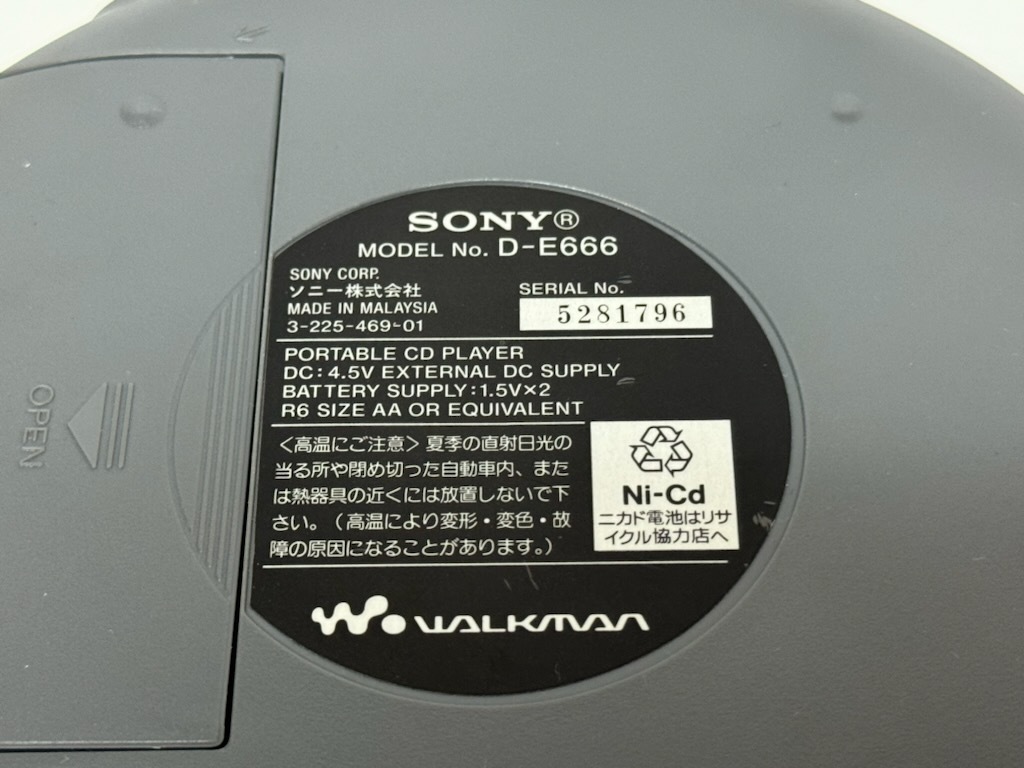 SONY®
MODEL No. D-E666
SONY CORP.
ソニー株式会社
MADE IN MALAYSIA
3-225-469-01
SERIAL No.
5281796
PORTABLE CD PLAYER
DC:4.5V EXTERNAL DC SUPPLY
BATTERY SUPPLY:1.5V×2
R6 SIZE AA OR EQUIVALENT
<高温にご注意>夏季の直射日光の
当る所や閉め切った自動車内、また
は熱器具の近くには放置しないで下
さい。(高温により変形・変色・故
障の原因になることがあります。)
Ni-Cd
ニカド電池はリサ
イクル協力店へ
WALKMAN
OPEN